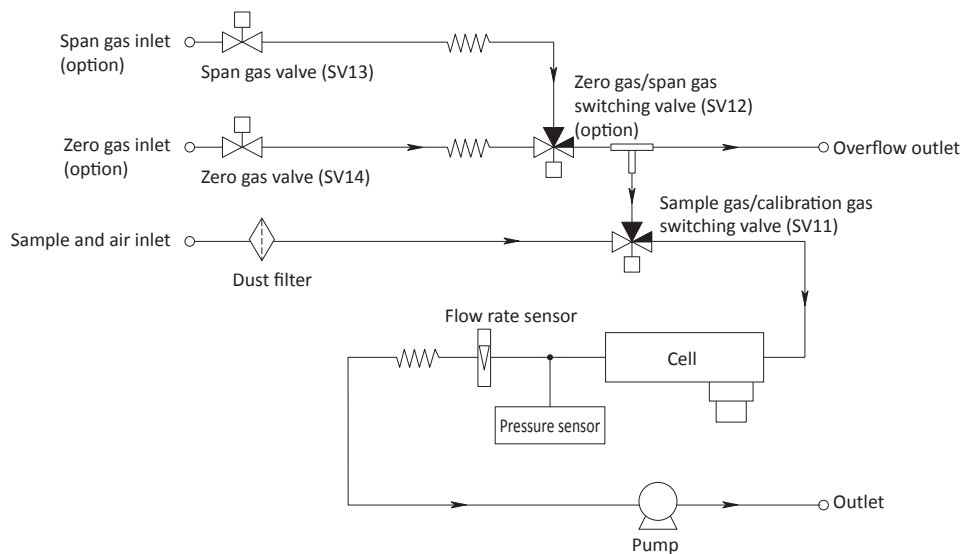 Span gas inlet
(option)
Span gas valve (SV13)
Zero gas/span gas
switching valve (SV12)
(option)
Zero gas inlet
(option)
Zero gas valve (SV14)
Overflow outlet
Sample gas/calibration gas
switching valve (SV11)
Sample and air inlet
Dust filter
Flow rate sensor
Cell
Pressure sensor
Outlet
Pump